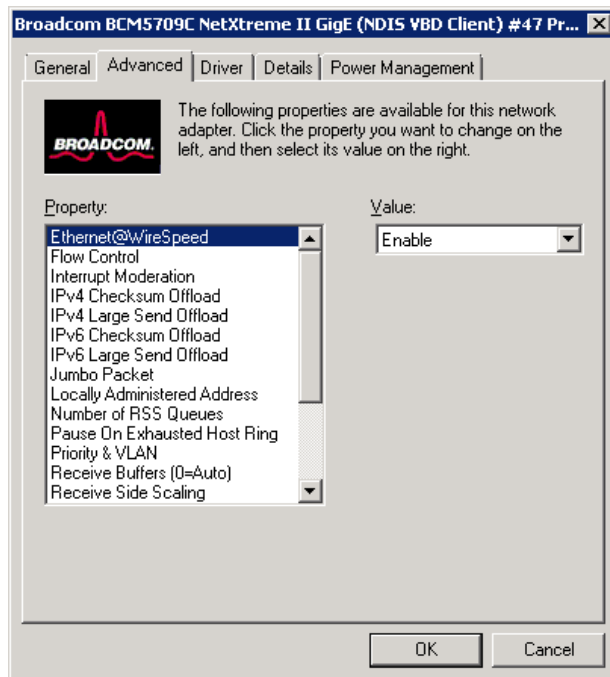 Broadcom BCM5709C NetXtreme II GigE (NDIS VBD Client) #47 Pr...
General Advanced Driver Details Power Management
BROADCOM.
The following properties are available for this network
adapter. Click the property you want to change on the
left, and then select its value on the right.
Property:
Ethernet@WireSpeed
Flow Control
Interrupt Moderation
IPv4 Checksum Offload
IPv4 Large Send Offload
IPv6 Checksum Offload
IPv6 Large Send Offload
Jumbo Packet
Locally Administered Address
Number of RSS Queues
Pause On Exhausted Host Ring
Priority & VLAN
Receive Buffers (0=Auto)
Receive Side Scaling
Value:
Enable
OK Cancel